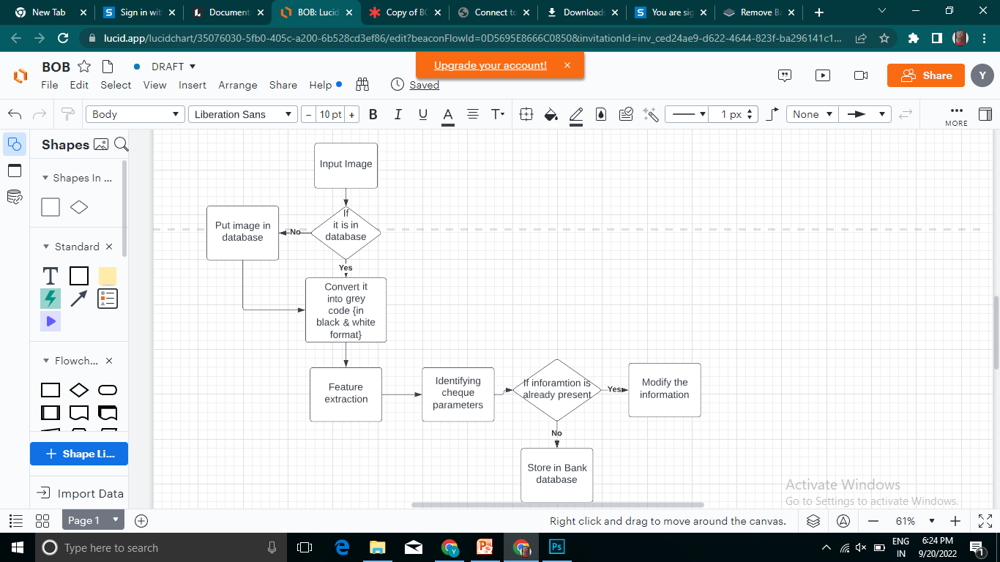 New Tab
Sign in wit
Document
BOB: Lucid
Copy of BO
Connect to
Download
You are sig
Remove Ba
lucid.app/lucidchart/35076030-5fb0-405c-a200-6b528cd3ef86/edit?beaconFlowId=0D5695E8666C0850&invitationId=inv_ced24ae9-d622-4644-823f-ba296141c1...
BOB
DRAFT
Upgrade your account!
Share
Y
File Edit Select View Insert Arrange Share Help
Saved
Body
Liberation Sans
- 10 pt +
B I U A T
1 px
None
MORE
Shapes
Shapes In ...
Standard
T
Flowch...
+ Shape Li...
Import Data
Input Image
If
it is in
database
No
Put image in
database
Yes
Convert it
into grey
code {in
black & white
format}
Feature
extraction
Identifying
cheque
parameters
If inforamtion is
already present
Yes
Modify the
information
No
Store in Bank
database
Activate Windows
Go to Settings to activate Windows.
Page 1
Right click and drag to move around the canvas.
61%
Type here to search
Y
Ps
ENG
IN
6:24 PM
9/20/2022
1